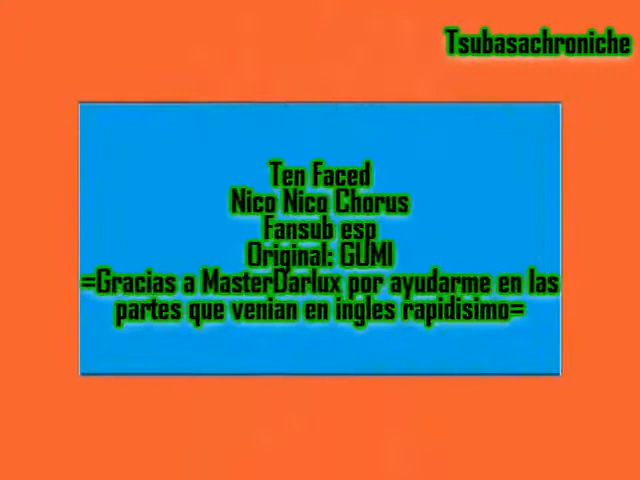 Tsubasachroniche
Ten Faced
Nico Nico Chorus
Fansub esp
Original: GUMI
=Gracias a MasterDarlux por ayudarme en las
partes que venian en ingles rapidisimo=